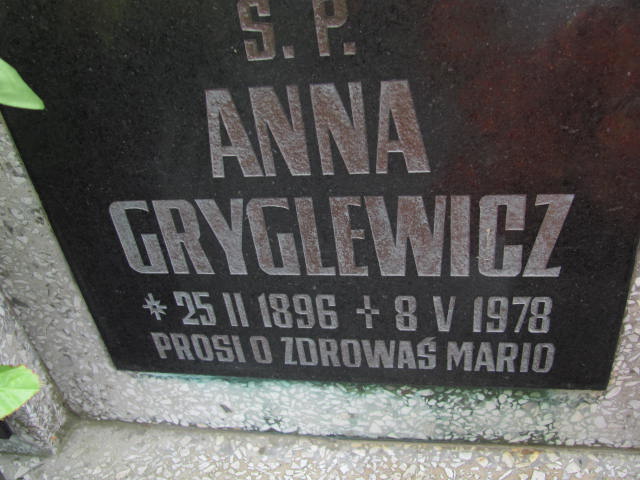 Ś. P.
ANNA
GRYGLEWICZ
* 25 II 1896 + 8 V 1978
PROSI O ZDROWAŚ MARIO